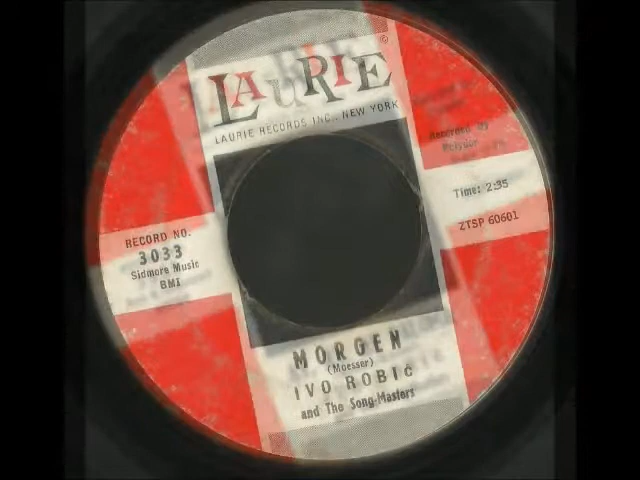 LAURIE
©
LAURIE RECORDS INC., NEW YORK
Recorded By
Polydor
Time: 2:35
ZTSP 60601
RECORD NO.
3033
Sidmore Music
BMI
MORGEN
(Moesser)
IVO ROBIC
and The Song-Masters